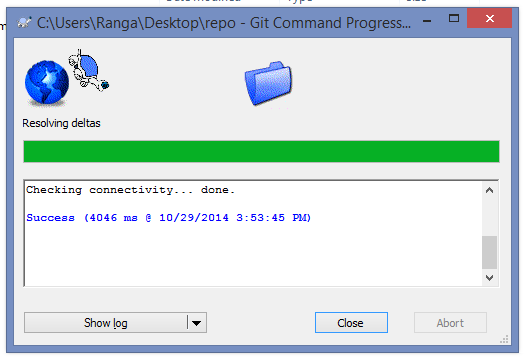 C:\Users\Ranga\Desktop\repo - Git Command Progress...
Resolving deltas
Checking connectivity... done.
Success (4046 ms @ 10/29/2014 3:53:45 PM)
Show log
Close
Abort